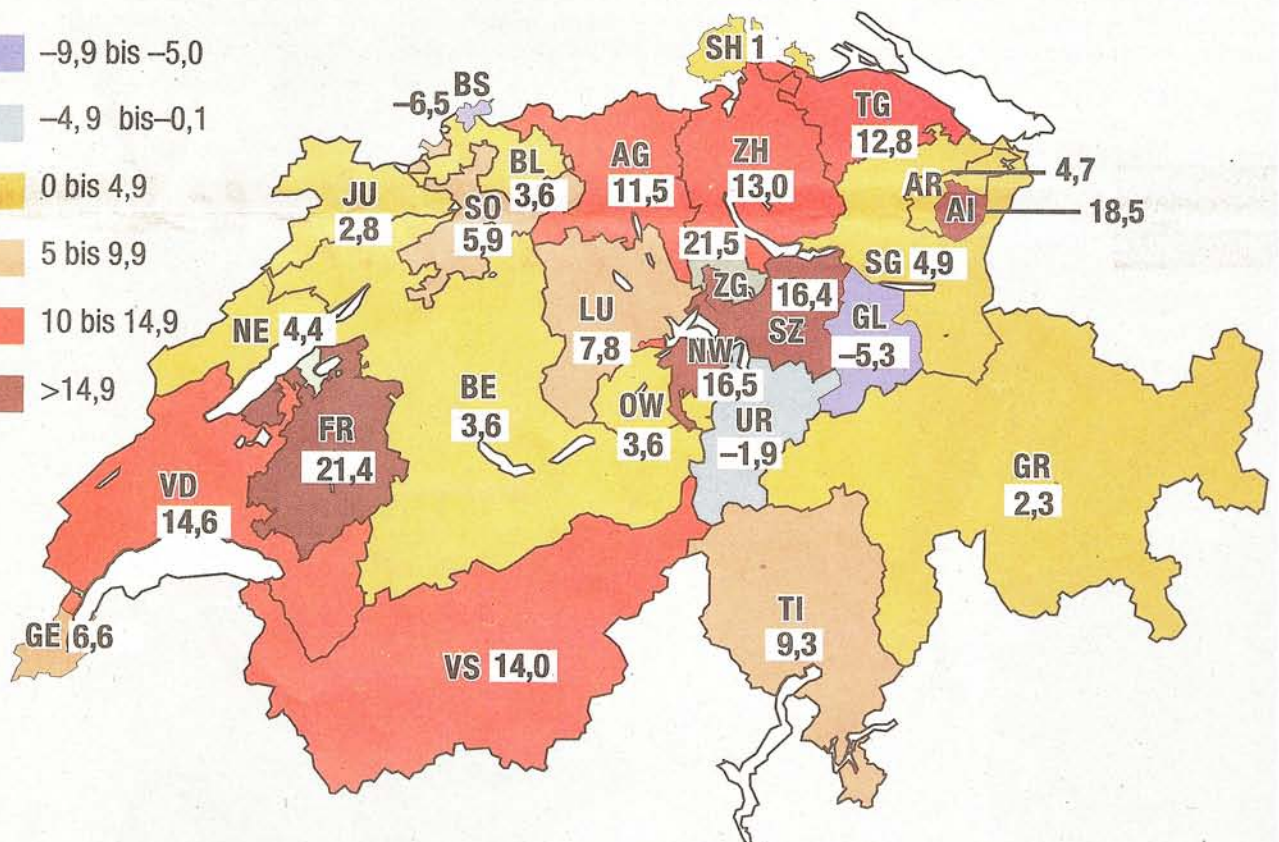 –9,9 bis –5,0
–4,9 bis–0,1
0 bis 4,9
5 bis 9,9
10 bis 14,9
>14,9
SH 1
BS
–6,5
TG
12,8
BL
3,6
AG
11,5
ZH
13,0
AR
4,7
AI
18,5
JU
2,8
SO
5,9
21,5
ZG
SG 4,9
16,4
SZ
GL
–5,3
LU
7,8
NE 4,4
NW
16,5
BE
3,6
OW
3,6
UR
–1,9
FR
21,4
GR
2,3
VD
14,6
TI
9,3
GE 6,6
VS 14,0